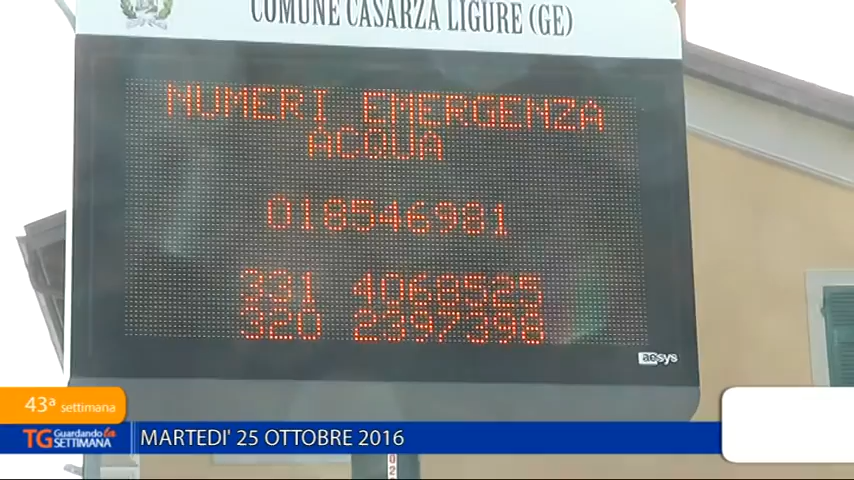 COMUNE CASARZA LIGURE (GE)
NUMERI EMERGENZA
ACQUA
018546981
331 4068525
320 2397398
aesys
43ª settimana
TG Guardando la SETTIMANA
MARTEDI' 25 OTTOBRE 2016